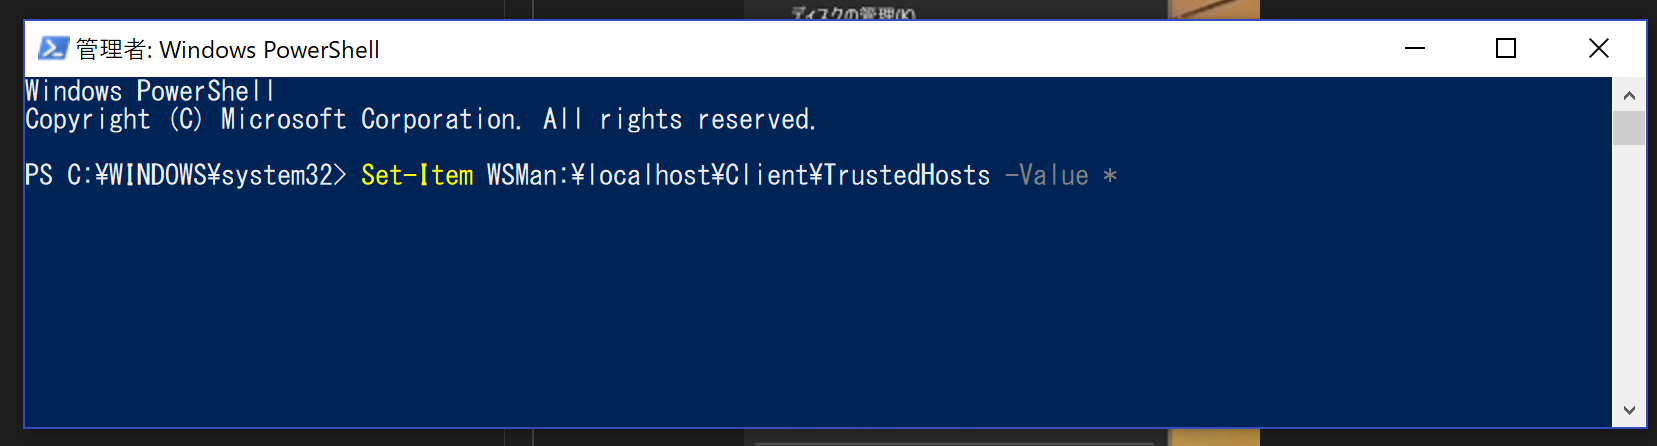 ディスクの管理(K)
管理者: Windows PowerShell
Windows PowerShell
Copyright (C) Microsoft Corporation. All rights reserved.
PS C:¥WINDOWS¥system32> Set-Item WSMan:¥localhost¥Client¥TrustedHosts -Value *